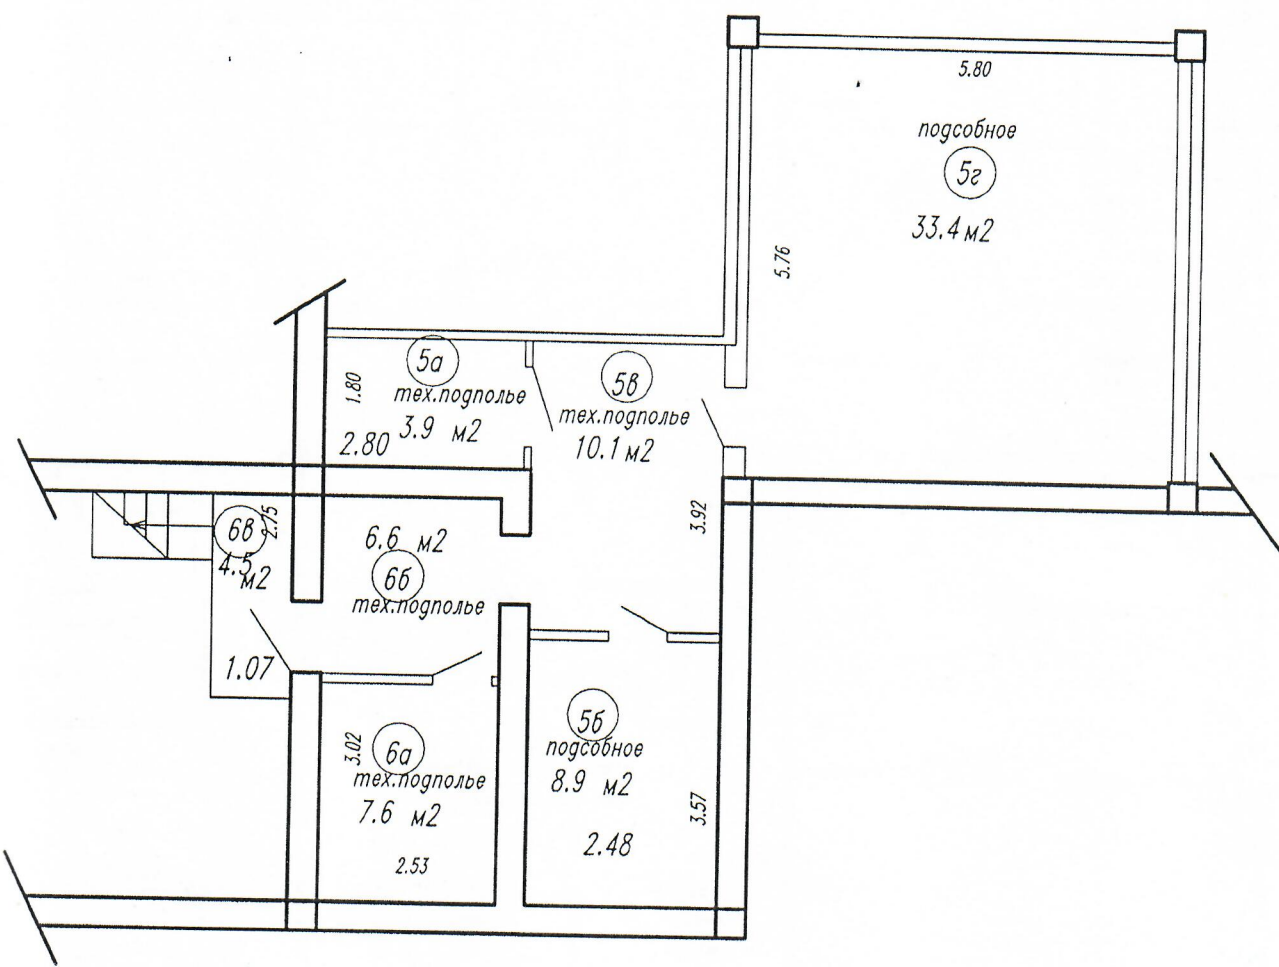 5.80
подсобное
5г
33.4 м2
5.76
5а
тех.подполье
3.9 м2
1.80
2.80
5в
тех.подполье
10.1 м2
3.92
6в
2.75
4.5
м2
1.07
6.6 м2
6б
тех.подполье
3.02
6а
тех.подполье
7.6 м2
2.53
5б
подсобное
8.9 м2
3.57
2.48